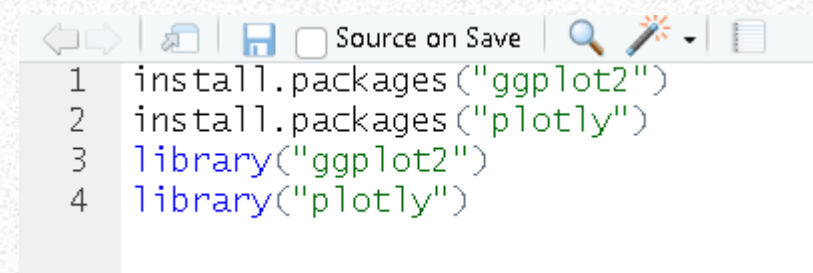 Source on Save
1 install.packages("ggplot2")
2 install.packages("plotly")
3 library("ggplot2")
4 library("plotly")